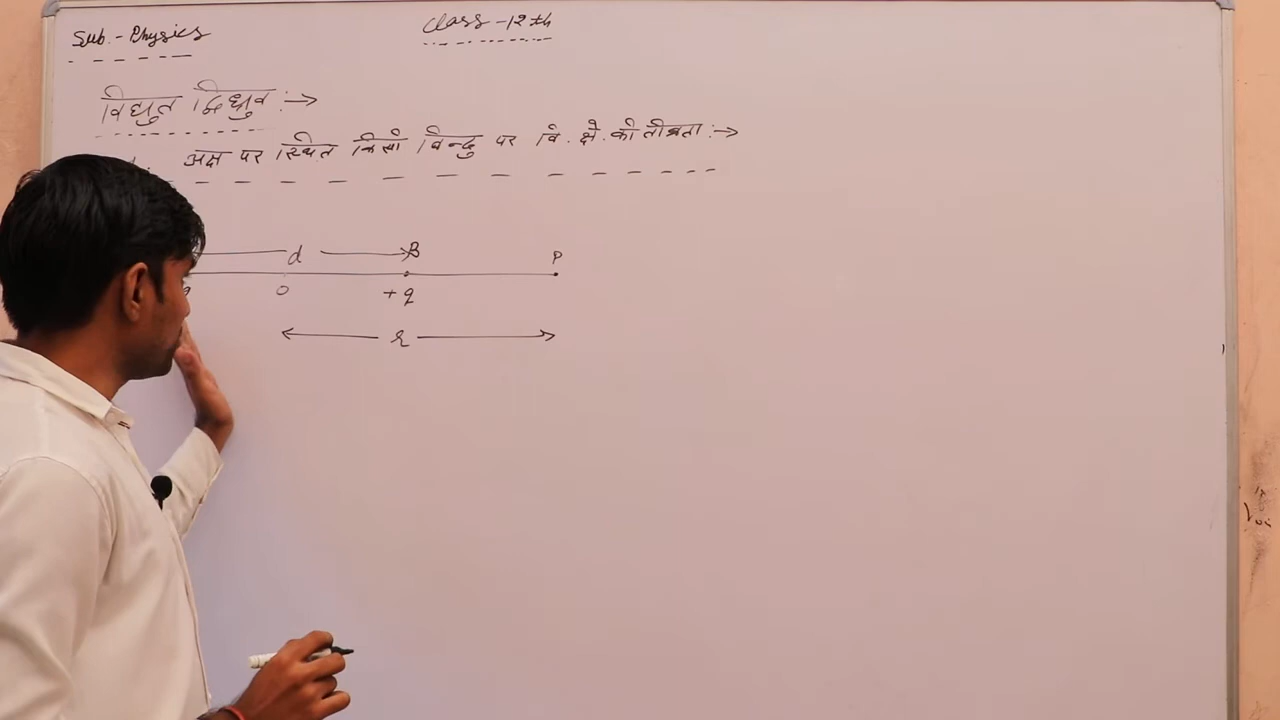 Sub. - Physics
Class - 12th
विद्युत द्विध्रुव :→
अक्ष पर स्थित किसी विन्दु पर वि. क्षे. की तीव्रता :→
d B P
O +q
r